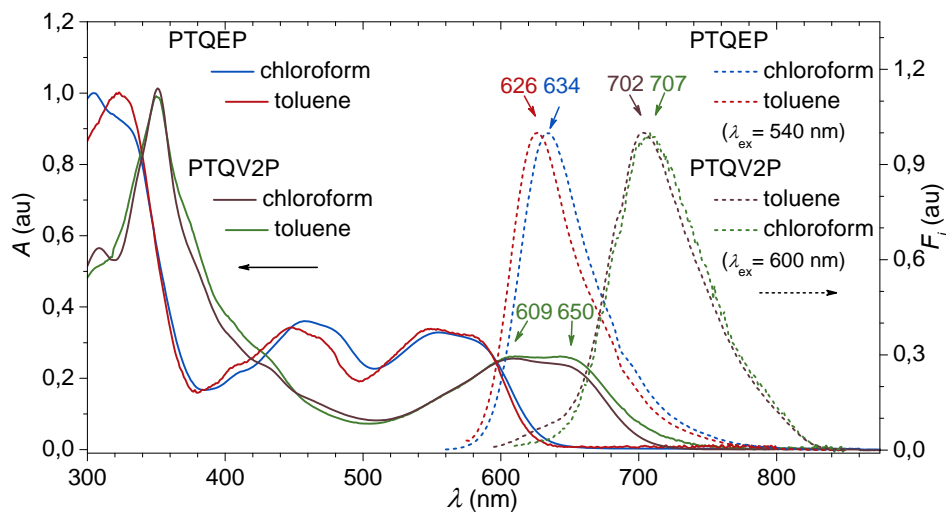 1,2
1,0
0,8
0,6
0,4
0,2
0,0
A (au)
PTQEP
chloroform
toluene
PTQV2P
chloroform
toluene
626 634
702 707
609 650
PTQEP
chloroform
toluene
(λex = 540 nm)
PTQV2P
toluene
chloroform
(λex = 600 nm)
1,2
0,9
0,6
0,3
0,0
Fi (au)
300 400 500 600 700 800
λ (nm)